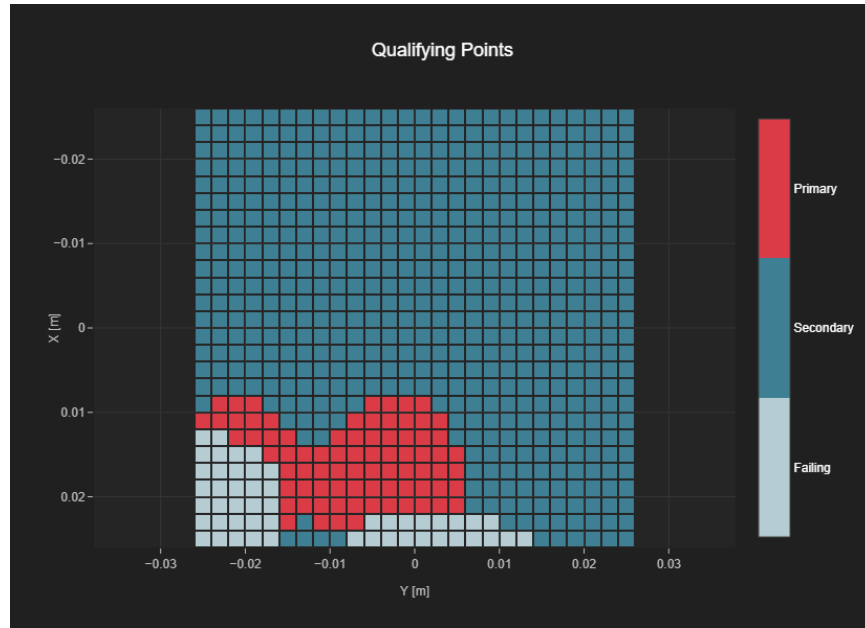 Qualifying Points
−0.02
−0.01
0
0.01
0.02
X [m]
−0.03
−0.02
−0.01
0
0.01
0.02
0.03
Y [m]
Primary
Secondary
Failing